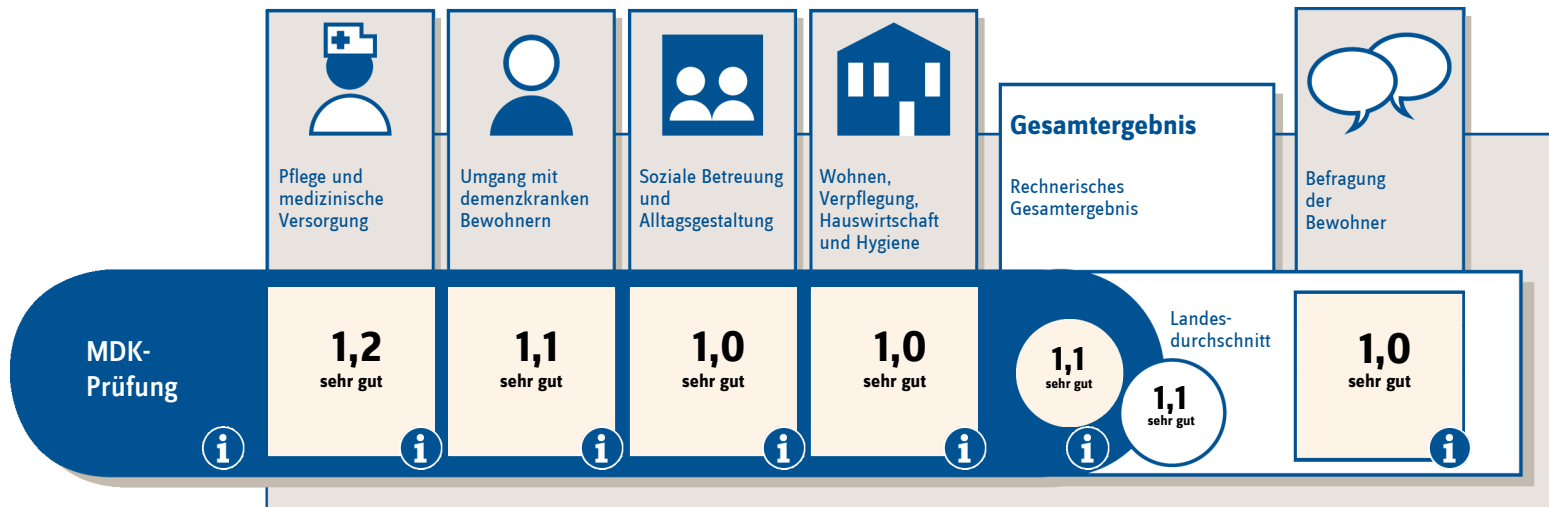 Pflege und
medizinische
Versorgung
Umgang mit
demenzkranken
Bewohnern
Soziale Betreuung
und
Alltagsgestaltung
Wohnen,
Verpflegung,
Hauswirtschaft
und Hygiene
Gesamtergebnis
Rechnerisches
Gesamtergebnis
Befragung
der
Bewohner
MDK-
Prüfung
i
1,2
sehr gut
i
1,1
sehr gut
i
1,0
sehr gut
i
1,0
sehr gut
i
1,1
sehr gut
i
Landes-
durchschnitt
1,1
sehr gut
1,0
sehr gut
i